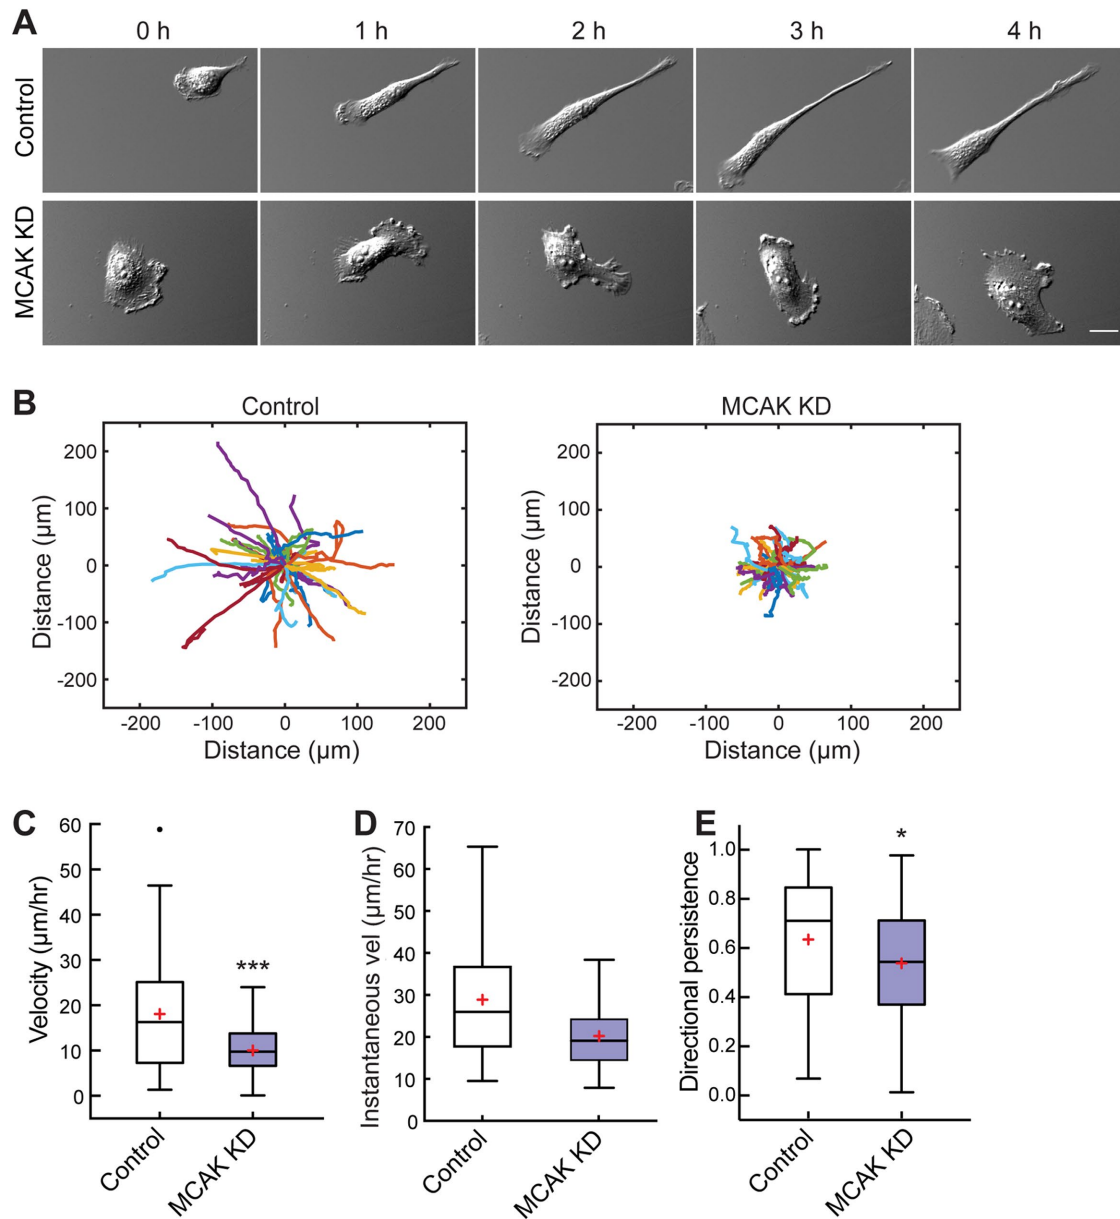 A
0 h 1 h 2 h 3 h 4 h
Control
MCAK KD
B
Control MCAK KD
Distance (µm)
200
100
0
-100
-200
-200 -100 0 100 200
Distance (µm)
Distance (µm)
200
100
0
-100
-200
-200 -100 0 100 200
Distance (µm)
C
Velocity (µm/hr)
60
50
40
30
20
10
0
***
Control
MCAK KD
D
Instantaneous vel (µm/hr)
70
60
50
40
30
20
10
0
Control
MCAK KD
E
Directional persistence
1.0
0.8
0.6
0.4
0.2
0.0
*
Control
MCAK KD